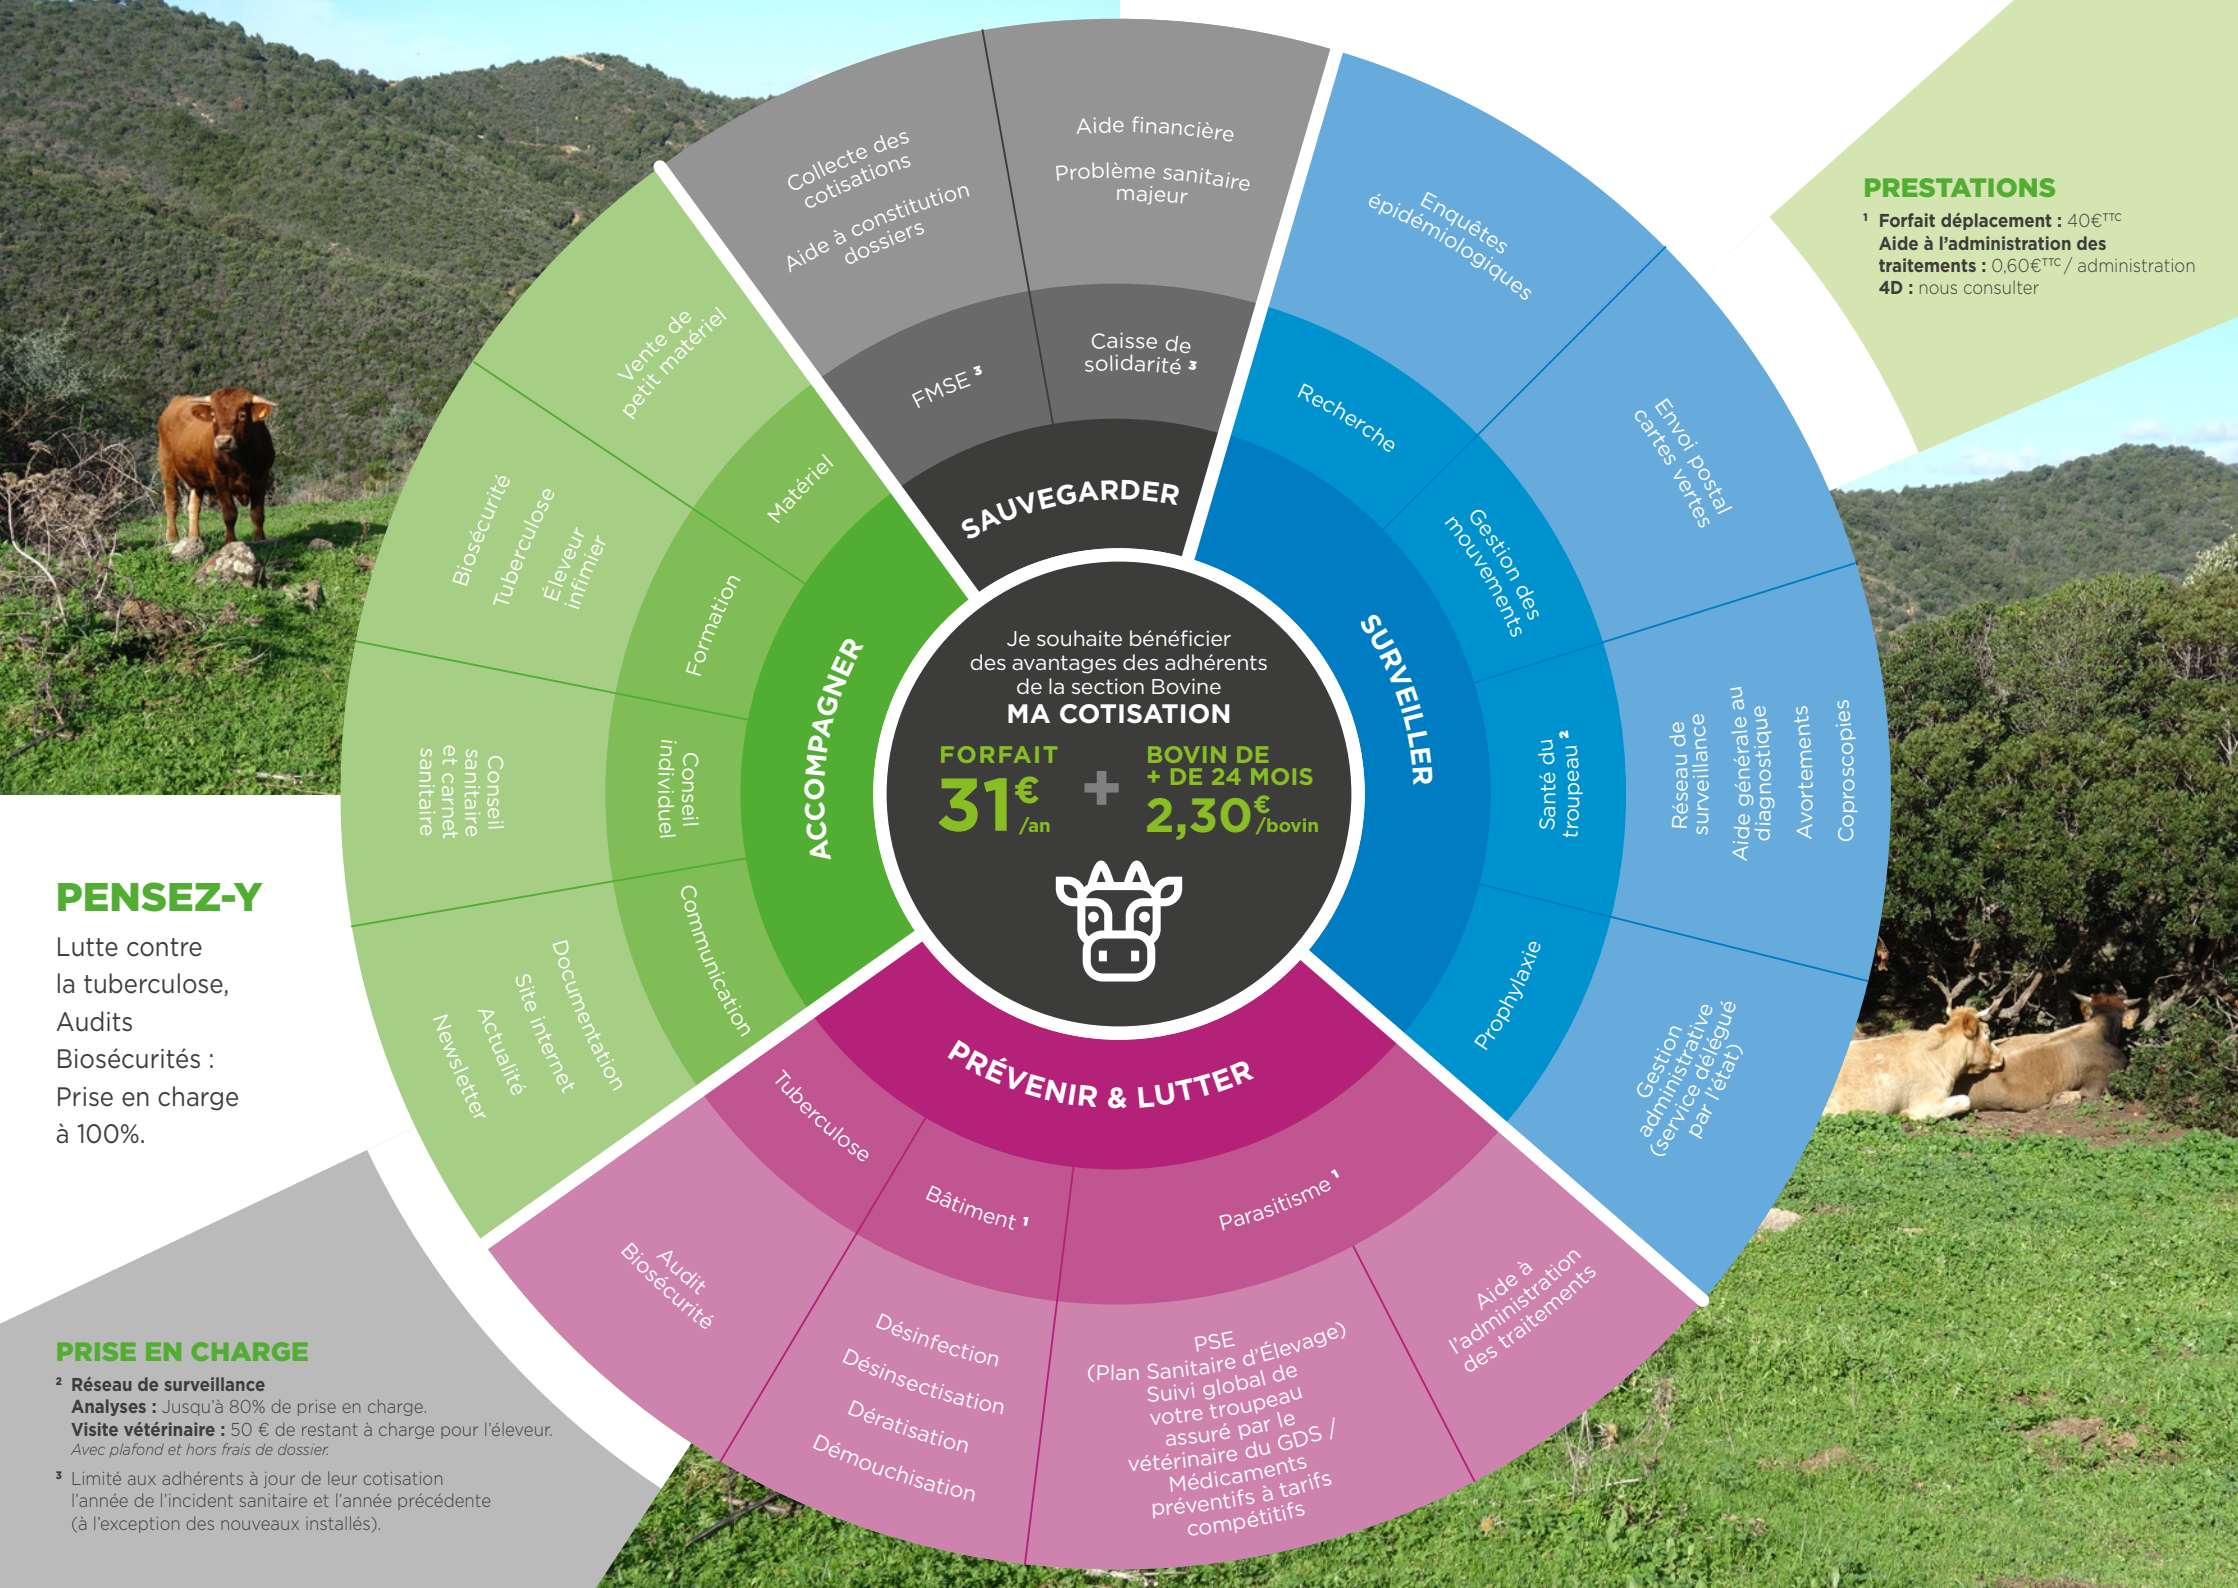 Je souhaite bénéficier
des avantages des adhérents
de la section Bovine
MA COTISATION
FORFAIT
31€/an
+
BOVIN DE
+ DE 24 MOIS
2,30€/bovin
SAUVEGARDER
FMSE ³
Collecte des
cotisations
Aide à constitution
dossiers
Caisse de
solidarité ³
Aide financière
Problème sanitaire
majeur
SURVEILLER
Recherche
Enquêtes
épidémiologiques
Gestion des
mouvements
Envoi postal
cartes vertes
Santé du
troupeau ²
Réseau de
surveillance
Aide générale au
diagnostique
Avortements
Coproscopies
Prophylaxie
Gestion
administrative
(service délégué
par l'état)
PRÉVENIR & LUTTER
Parasitisme ¹
Aide à
l'administration
des traitements
PSE
(Plan Sanitaire d'Élevage)
Suivi global de
votre troupeau
assuré par le
vétérinaire du GDS /
Médicaments
préventifs à tarifs
compétitifs
Bâtiment ¹
Désinfection
Désinsectisation
Dératisation
Démouchisation
Tuberculose
Audit
Biosécurité
ACCOMPAGNER
Communication
Documentation
Site internet
Actualité
Newsletter
Conseil
individuel
Conseil
sanitaire
et carnet
sanitaire
Formation
Biosécurité
Tuberculose
Éleveur
infimier
Matériel
Vente de
petit matériel
PRESTATIONS
¹ Forfait déplacement : 40€TTC
Aide à l'administration des
traitements : 0,60€TTC / administration
4D : nous consulter
PENSEZ-Y
Lutte contre
la tuberculose,
Audits
Biosécurités :
Prise en charge
à 100%.
PRISE EN CHARGE
² Réseau de surveillance
Analyses : Jusqu'à 80% de prise en charge.
Visite vétérinaire : 50 € de restant à charge pour l'éleveur.
Avec plafond et hors frais de dossier.
³ Limité aux adhérents à jour de leur cotisation
l'année de l'incident sanitaire et l'année précédente
(à l'exception des nouveaux installés).